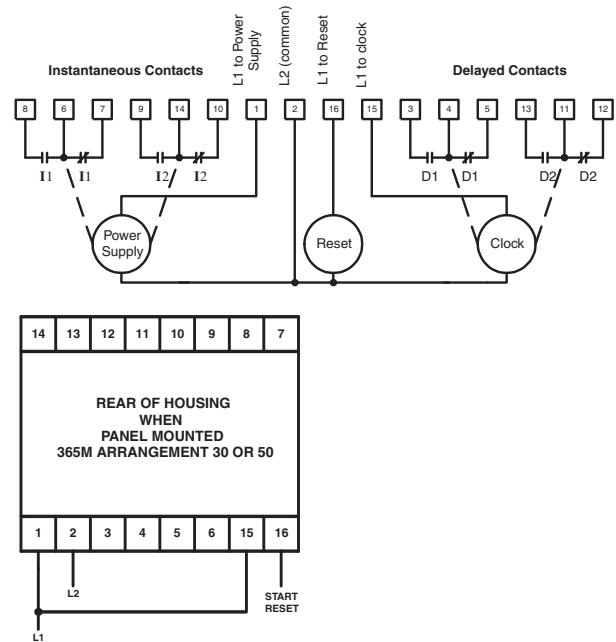 L1 to Power Supply
L2 (common)
L1 to Reset
L1 to clock
Instantaneous Contacts
Delayed Contacts
8 6 7 9 14 10 1 2 16 15 3 4 5 13 11 12
I1 I1 I2 I2 D1 D1 D2 D2
Power Supply
Reset
Clock
14 13 12 11 10 9 8 7
REAR OF HOUSING
WHEN
PANEL MOUNTED
365M ARRANGEMENT 30 OR 50
1 2 3 4 5 6 15 16
L2
START
RESET
L1